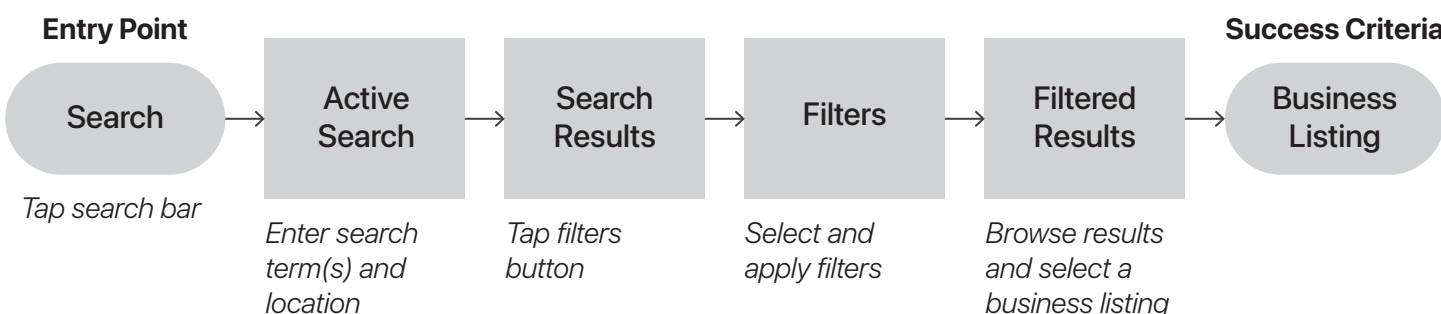 Entry Point
Success Criteria
Search
Active
Search
Search
Results
Filters
Filtered
Results
Business
Listing
Tap search bar
Enter search
term(s) and
location
Tap filters
button
Select and
apply filters
Browse results
and select a
business listing